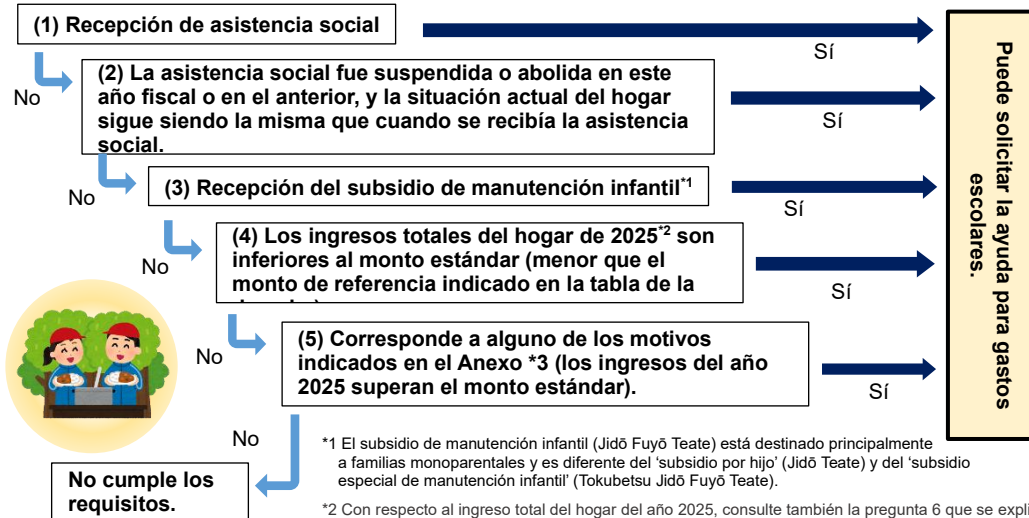 (1) Recepción de asistencia social
Sí
No
(2) La asistencia social fue suspendida o abolida en este
año fiscal o en el anterior, y la situación actual del hogar
sigue siendo la misma que cuando se recibía la asistencia
social.
Sí
No
(3) Recepción del subsidio de manutención infantil*1
Sí
No
(4) Los ingresos totales del hogar de 2025*2 son
inferiores al monto estándar (menor que el
monto de referencia indicado en la tabla de la
Sí
No
(5) Corresponde a alguno de los motivos
indicados en el Anexo *3 (los ingresos del año
2025 superan el monto estándar).
Sí
No
No cumple los
requisitos.
Puede solicitar la ayuda para gastos
escolares.
*1 El subsidio de manutención infantil (Jidō Fuyō Teate) está destinado principalmente
a familias monoparentales y es diferente del ‘subsidio por hijo’ (Jidō Teate) y del ‘subsidio
especial de manutención infantil’ (Tokubetsu Jidō Fuyō Teate).
*2 Con respecto al ingreso total del hogar del año 2025, consulte también la pregunta 6 que se